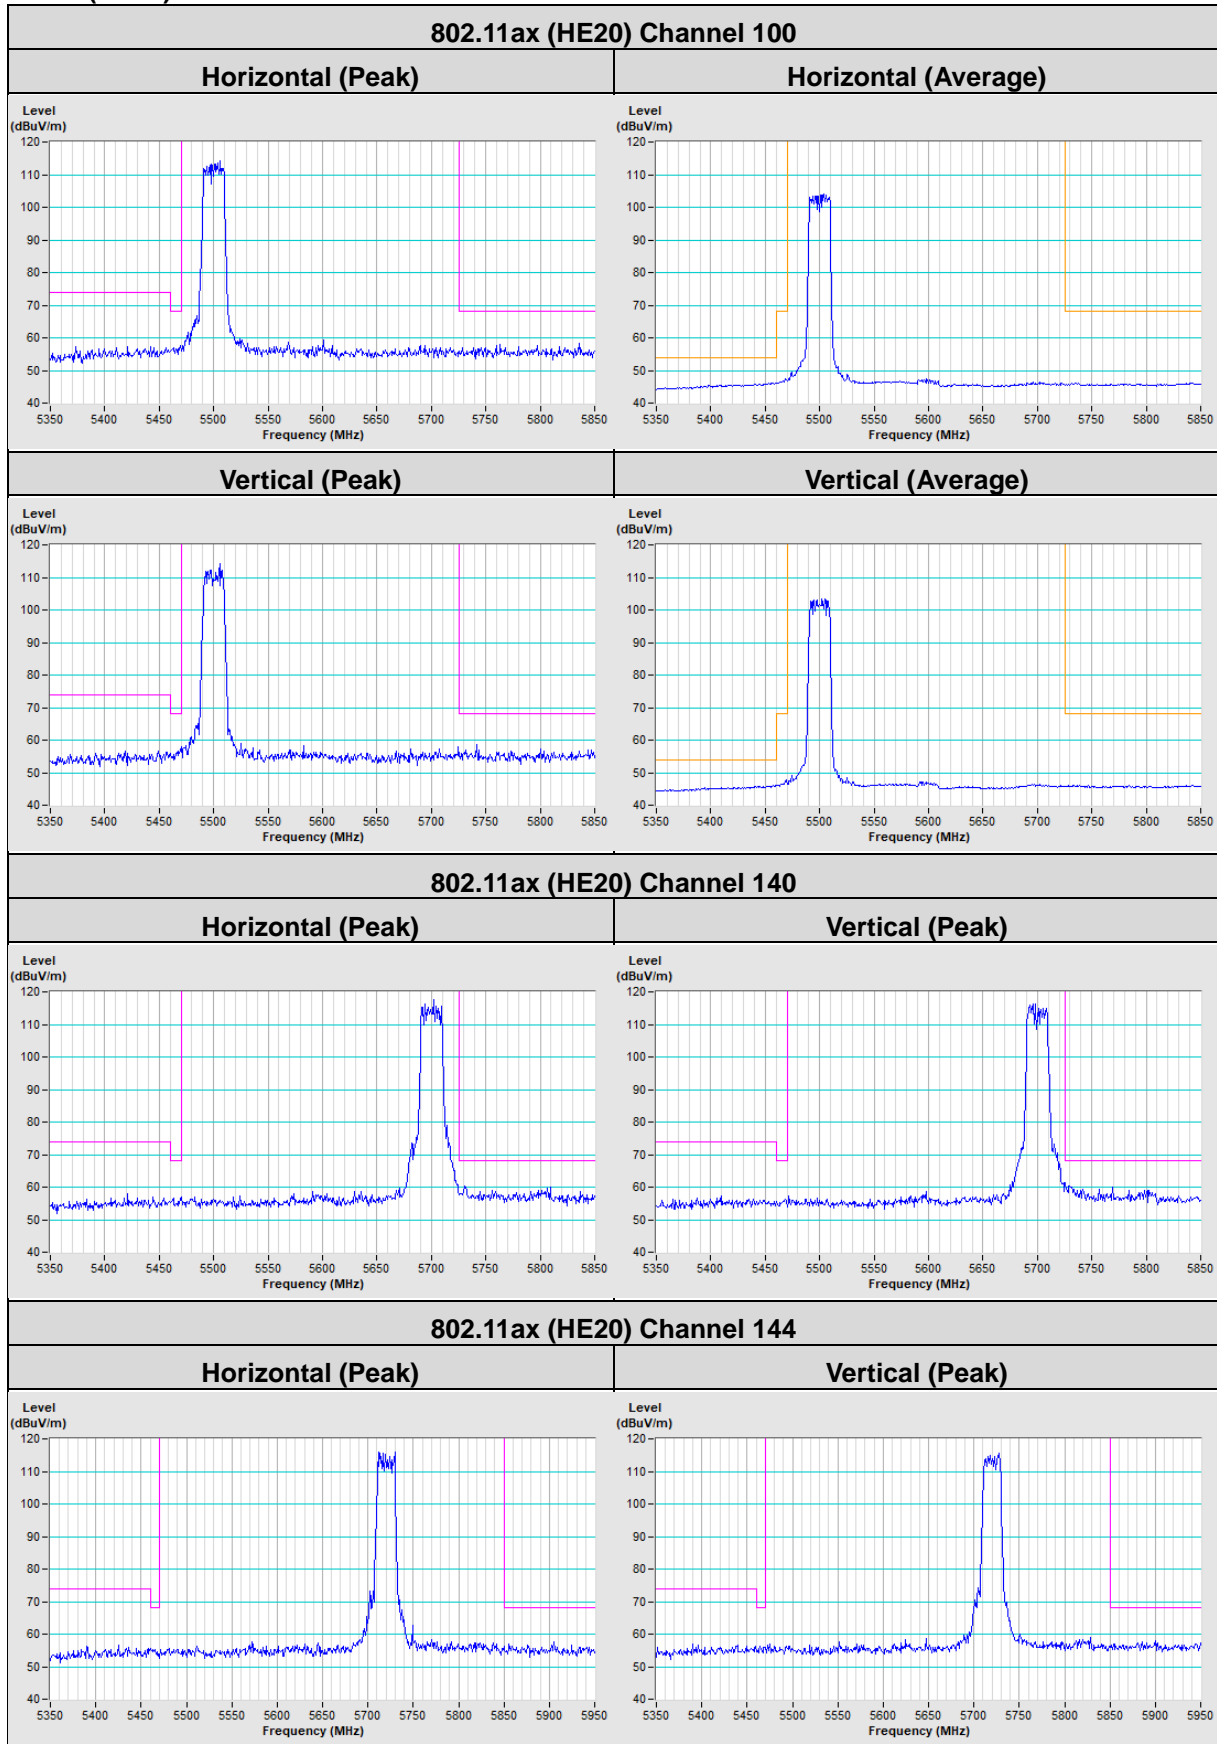 802.11ax (HE20) Channel 100
Horizontal (Peak)
Horizontal (Average)
Level
(dBuV/m)
120
110
100
90
80
70
60
50
40
5350 5400 5450 5500 5550 5600 5650 5700 5750 5800 5850
Frequency (MHz)
Level
(dBuV/m)
120
110
100
90
80
70
60
50
40
5350 5400 5450 5500 5550 5600 5650 5700 5750 5800 5850
Frequency (MHz)
Vertical (Peak)
Vertical (Average)
Level
(dBuV/m)
120
110
100
90
80
70
60
50
40
5350 5400 5450 5500 5550 5600 5650 5700 5750 5800 5850
Frequency (MHz)
Level
(dBuV/m)
120
110
100
90
80
70
60
50
40
5350 5400 5450 5500 5550 5600 5650 5700 5750 5800 5850
Frequency (MHz)
802.11ax (HE20) Channel 140
Horizontal (Peak)
Vertical (Peak)
Level
(dBuV/m)
120
110
100
90
80
70
60
50
40
5350 5400 5450 5500 5550 5600 5650 5700 5750 5800 5850
Frequency (MHz)
Level
(dBuV/m)
120
110
100
90
80
70
60
50
40
5350 5400 5450 5500 5550 5600 5650 5700 5750 5800 5850
Frequency (MHz)
802.11ax (HE20) Channel 144
Horizontal (Peak)
Vertical (Peak)
Level
(dBuV/m)
120
110
100
90
80
70
60
50
40
5350 5400 5450 5500 5550 5600 5650 5700 5750 5800 5850 5900 5950
Frequency (MHz)
Level
(dBuV/m)
120
110
100
90
80
70
60
50
40
5350 5400 5450 5500 5550 5600 5650 5700 5750 5800 5850 5900 5950
Frequency (MHz)